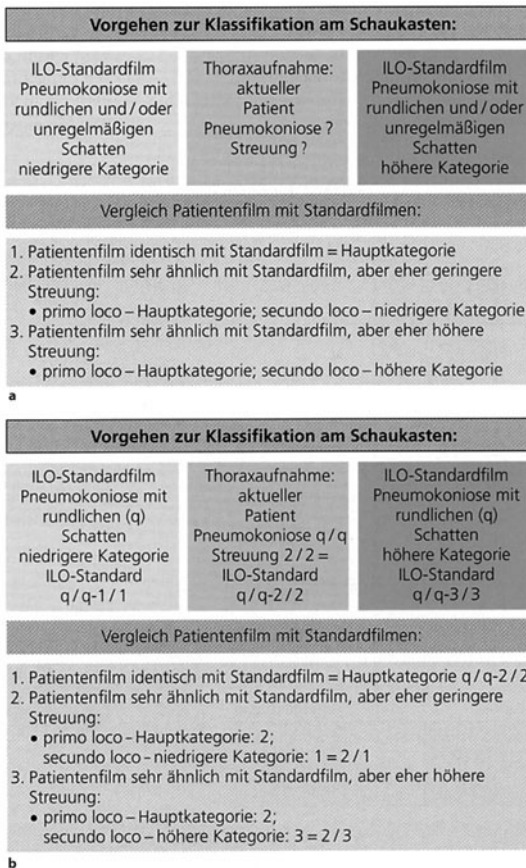 Vorgehen zur Klassifikation am Schaukasten:
ILO-Standardfilm
Pneumokoniose mit
rundlichen und/oder
unregelmäßigen
Schatten
niedrigere Kategorie
Thoraxaufnahme:
aktueller
Patient
Pneumokoniose ?
Streuung ?
ILO-Standardfilm
Pneumokoniose mit
rundlichen und/oder
unregelmäßigen
Schatten
höhere Kategorie
Vergleich Patientenfilm mit Standardfilmen:
1. Patientenfilm identisch mit Standardfilm = Hauptkategorie
2. Patientenfilm sehr ähnlich mit Standardfilm, aber eher geringere
Streuung:
• primo loco – Hauptkategorie; secundo loco – niedrigere Kategorie
3. Patientenfilm sehr ähnlich mit Standardfilm, aber eher höhere
Streuung:
• primo loco – Hauptkategorie; secundo loco – höhere Kategorie
a
Vorgehen zur Klassifikation am Schaukasten:
ILO-Standardfilm
Pneumokoniose mit
rundlichen (q)
Schatten
niedrigere Kategorie
ILO-Standard
q/q-1/1
Thoraxaufnahme:
aktueller
Patient
Pneumokoniose q/q
Streuung 2/2 =
ILO-Standard
q/q-2/2
ILO-Standardfilm
Pneumokoniose mit
rundlichen (q)
Schatten
höhere Kategorie
ILO-Standard
q/q-3/3
Vergleich Patientenfilm mit Standardfilmen:
1. Patientenfilm identisch mit Standardfilm = Hauptkategorie q/q-2/2
2. Patientenfilm sehr ähnlich mit Standardfilm, aber eher geringere
Streuung:
• primo loco – Hauptkategorie: 2;
secundo loco – niedrigere Kategorie: 1 = 2/1
3. Patientenfilm sehr ähnlich mit Standardfilm, aber eher höhere
Streuung:
• primo loco – Hauptkategorie: 2;
secundo loco – höhere Kategorie: 3 = 2/3
b